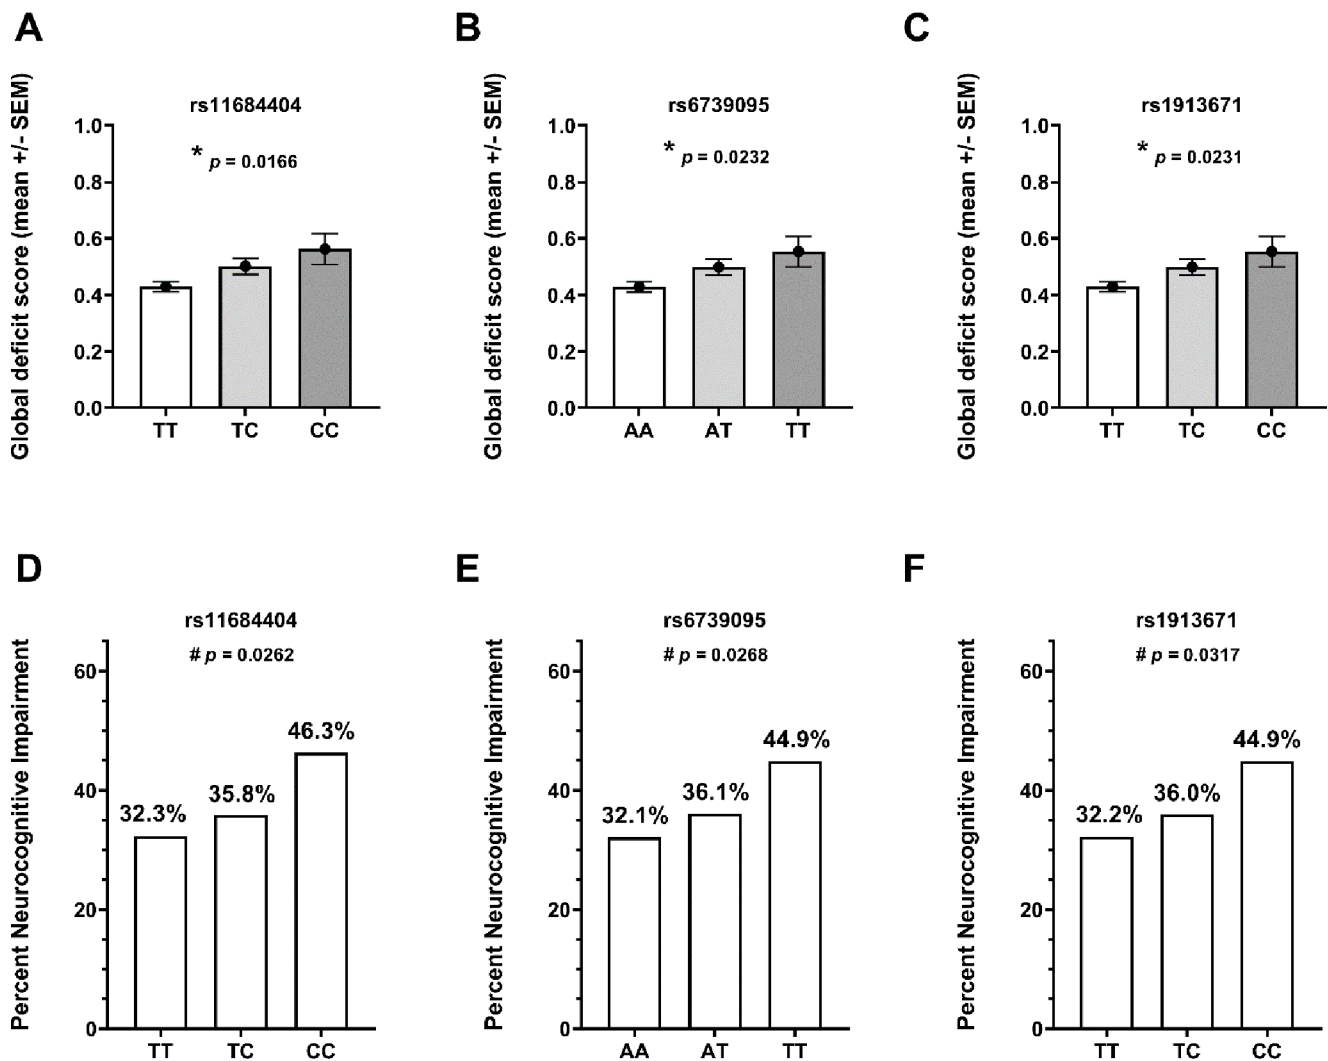 A
Global deficit score (mean +/- SEM)
rs11684404
* p = 0.0166
1.0
0.8
0.6
0.4
0.2
0.0
TT TC CC
B
Global deficit score (mean +/- SEM)
rs6739095
* p = 0.0232
1.0
0.8
0.6
0.4
0.2
0.0
AA AT TT
C
Global deficit score (mean +/- SEM)
rs1913671
* p = 0.0231
1.0
0.8
0.6
0.4
0.2
0.0
TT TC CC
D
Percent Neurocognitive Impairment
rs11684404
# p = 0.0262
60
40
20
0
32.3%
35.8%
46.3%
TT TC CC
E
Percent Neurocognitive Impairment
rs6739095
# p = 0.0268
60
40
20
0
32.1%
36.1%
44.9%
AA AT TT
F
Percent Neurocognitive Impairment
rs1913671
# p = 0.0317
60
40
20
0
32.2%
36.0%
44.9%
TT TC CC